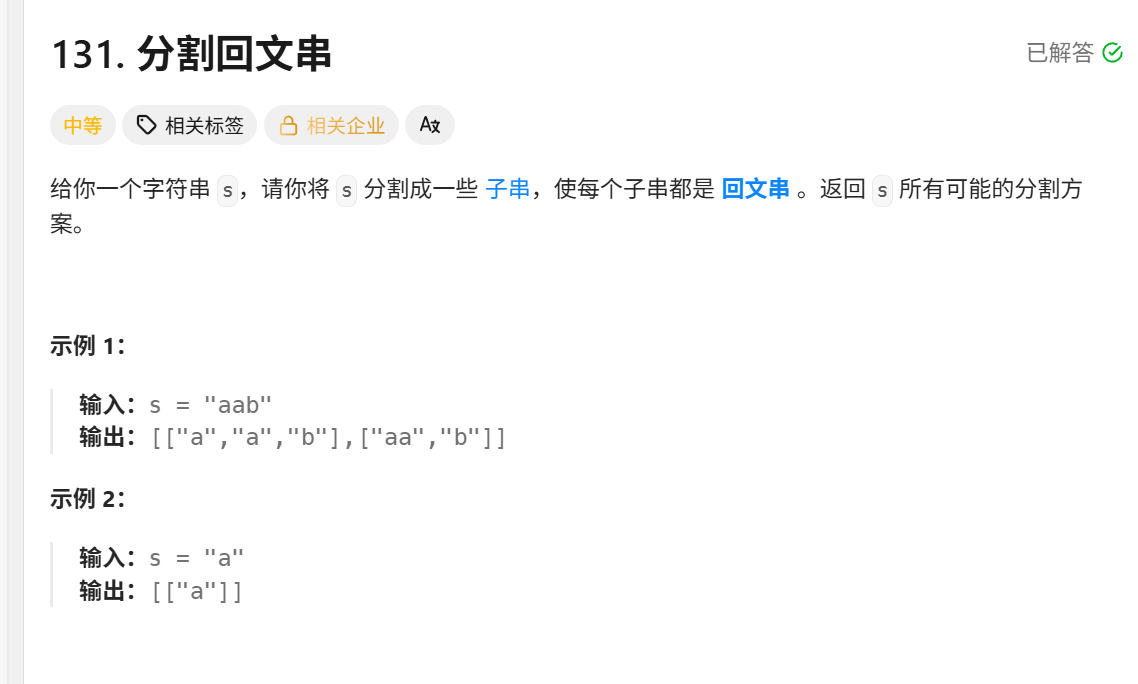 131. 分割回文串
已解答
中等 相关标签 相关企业
给你一个字符串 s，请你将 s 分割成一些 子串，使每个子串都是 回文串 。返回 s 所有可能的分割方
案。
示例 1：
输入：s = "aab"
输出：[["a","a","b"],["aa","b"]]
示例 2：
输入：s = "a"
输出：[["a"]]